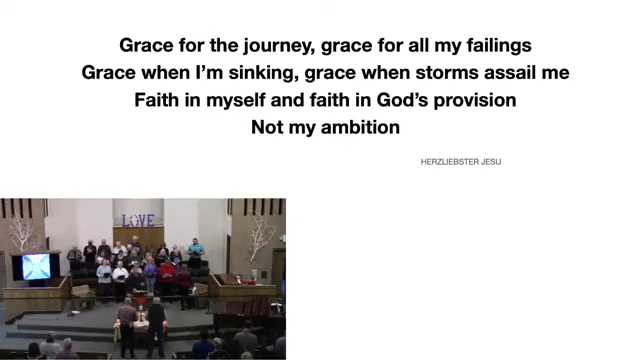 Grace for the journey, grace for all my failings
Grace when I’m sinking, grace when storms assail me
Faith in myself and faith in God’s provision
Not my ambition
HERZLIEBSTER JESU
LOVE